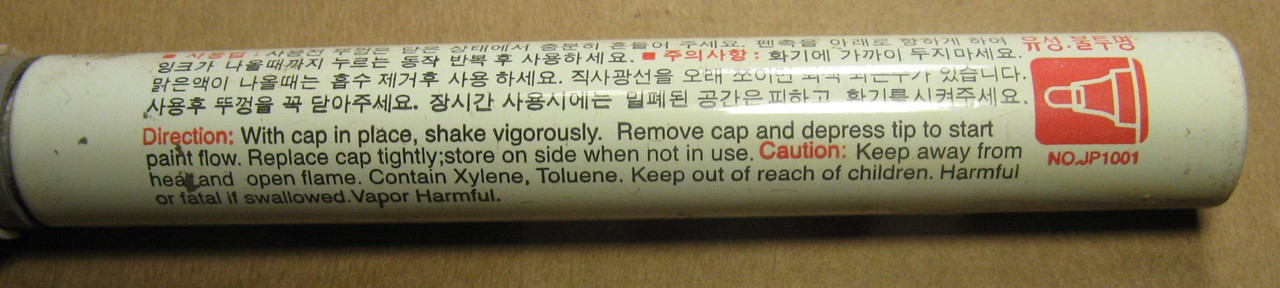 ■ 사용법 : 사용전 뚜껑은 닫은 상태에서 충분히 흔들어 주세요. 펜촉을 아래로 향하게 하여
잉크가 나올때까지 누르는 동작 반복 후 사용하세요. ■ 주의사항 : 화기에 가까이 두지마세요.
맑은액이 나올때는 흡수 제거후 사용 하세요. 직사광선을 오래 쪼이면 퇴색 되는수가 있습니다.
사용후 뚜껑을 꼭 닫아주세요. 장시간 사용시에는 밀폐된 공간은피하고, 환기를시켜주세요.
유성·불투명
NO.JP1001
Direction: With cap in place, shake vigorously. Remove cap and depress tip to start
paint flow. Replace cap tightly;store on side when not in use. Caution: Keep away from
heat and open flame. Contain Xylene, Toluene. Keep out of reach of children. Harmful
or fatal if swallowed.Vapor Harmful.